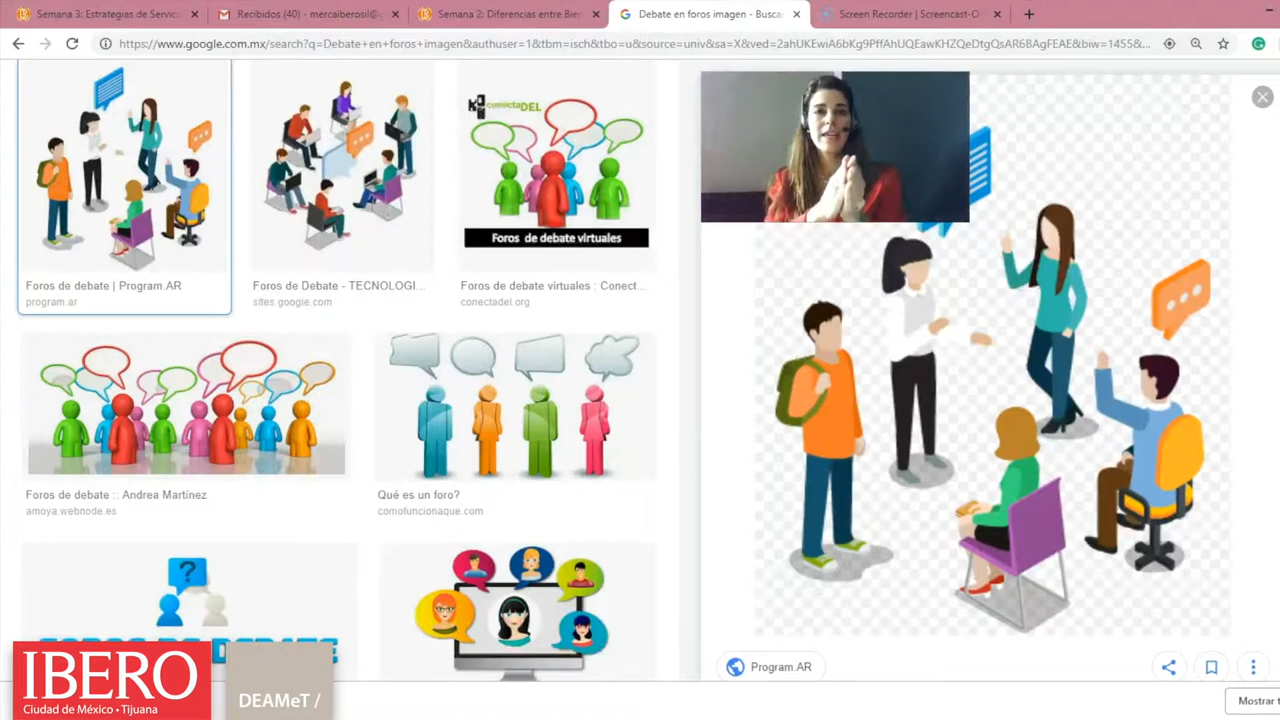 Semana 3: Estrategias de Servici
Recibidos (40) - mercaiberosil@g
Semana 2: Diferencias entre Bien
Debate en foros imagen - Busca
Screen Recorder | Screencast-O
https://www.google.com.mx/search?q=Debate+en+foros+imagen&authuser=1&tbm=isch&tbo=u&source=univ&sa=X&ved=2ahUKEwiA6bKg9PffAhUQEawKHZQeDtgQsAR6BAgFEAE&biw=1455&...
conectaDEL
Foros de debate virtuales
Foros de debate | Program.AR
program.ar
Foros de Debate - TECNOLOGI...
sites.google.com
Foros de debate virtuales : Conect...
conectadel.org
Foros de debate :: Andrea Martínez
amoya.webnode.es
Qué es un foro?
comofuncionaque.com
?
Program.AR
IBERO
Ciudad de México • Tijuana
DEAMeT /
Mostrar t